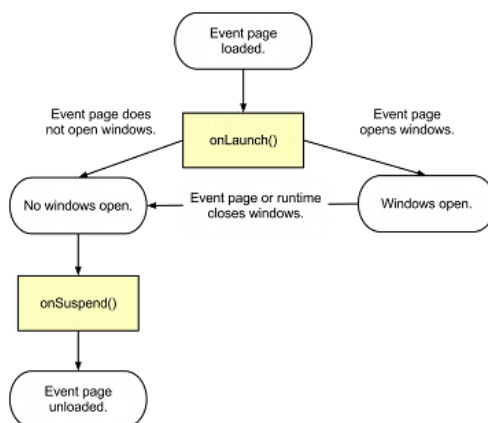 Event page
loaded.
Event page does
not open windows.
onLaunch()
Event page
opens windows.
No windows open.
Event page or runtime
closes windows.
Windows open.
onSuspend()
Event page
unloaded.